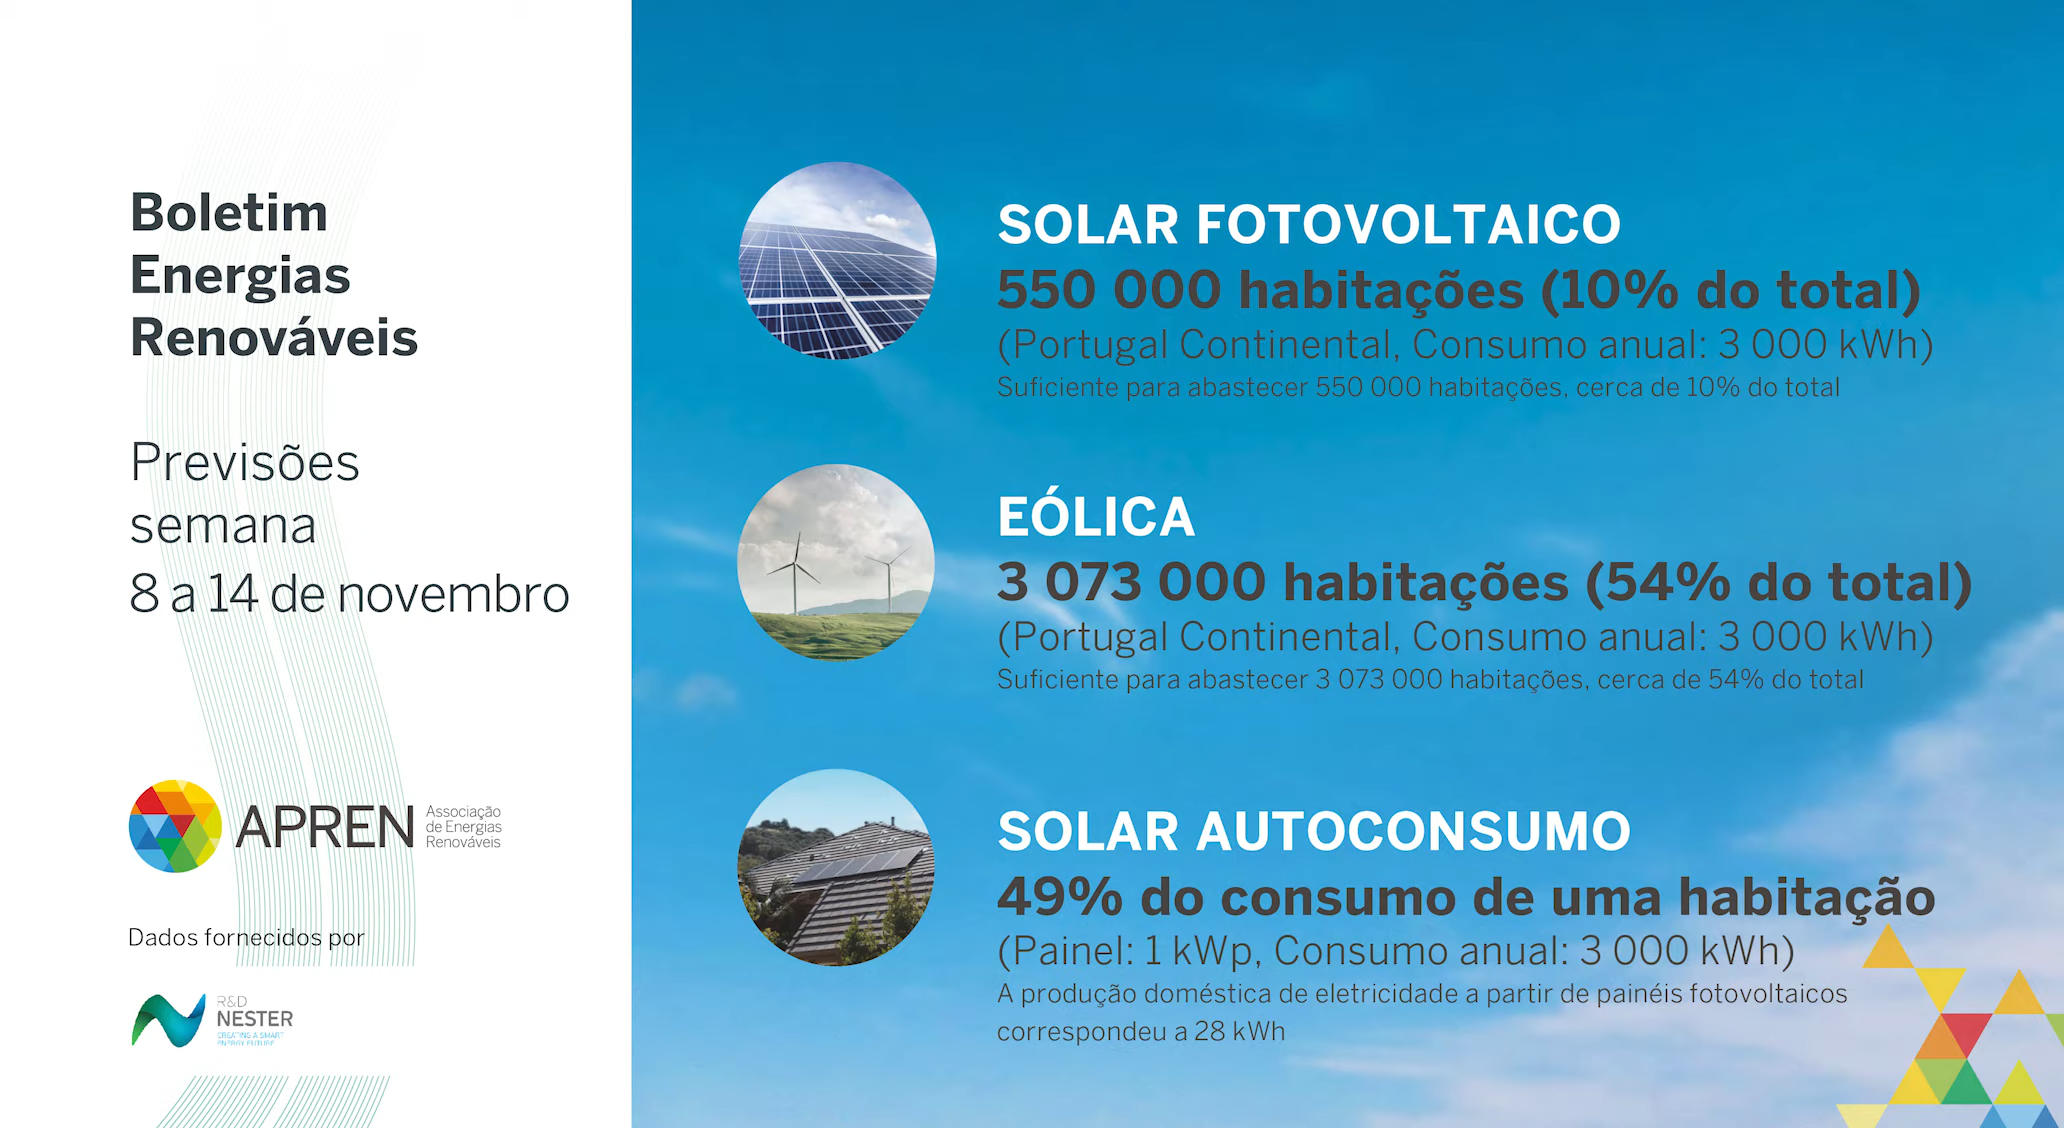 Boletim
Energias
Renováveis
Previsões
semana
8 a 14 de novembro
APREN
Associação
de Energias
Renováveis
Dados fornecidos por
R&D
NESTER
CREATING A SMART
ENERGY FUTURE
SOLAR FOTOVOLTAICO
550 000 habitações (10% do total)
(Portugal Continental, Consumo anual: 3 000 kWh)
Suficiente para abastecer 550 000 habitações, cerca de 10% do total
EÓLICA
3 073 000 habitações (54% do total)
(Portugal Continental, Consumo anual: 3 000 kWh)
Suficiente para abastecer 3 073 000 habitações, cerca de 54% do total
SOLAR AUTOCONSUMO
49% do consumo de uma habitação
(Painel: 1 kWp, Consumo anual: 3 000 kWh)
A produção doméstica de eletricidade a partir de painéis fotovoltaicos
correspondeu a 28 kWh